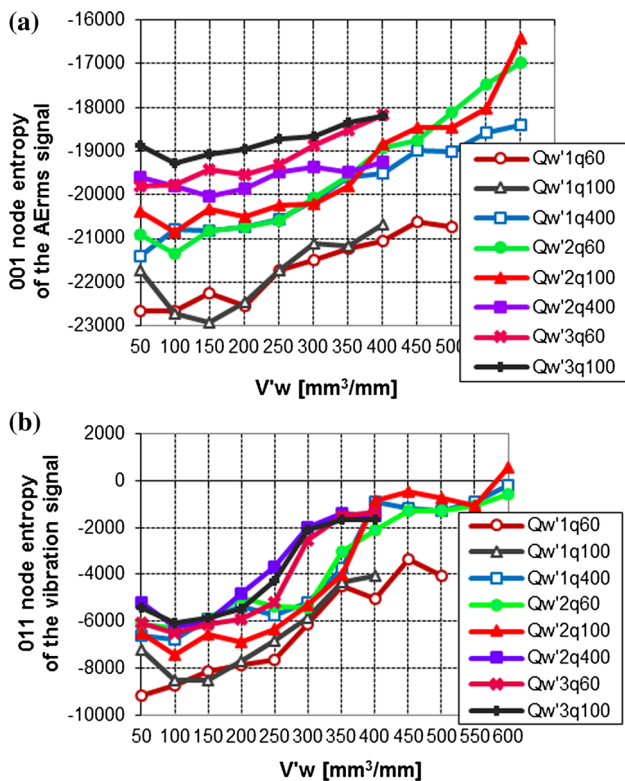 (a)
001 node entropy
of the AErms signal
-16000
-17000
-18000
-19000
-20000
-21000
-22000
-23000
50 100 150 200 250 300 350 400 450 500
V'w [mm³/mm]
Qw'1q60
Qw'1q100
Qw'1q400
Qw'2q60
Qw'2q100
Qw'2q400
Qw'3q60
Qw'3q100
(b)
011 node entropy
of the vibration signal
2000
0
-2000
-4000
-6000
-8000
-10000
50 100 150 200 250 300 350 400 450 500 550 600
V'w [mm³/mm]
Qw'1q60
Qw'1q100
Qw'1q400
Qw'2q60
Qw'2q100
Qw'2q400
Qw'3q60
Qw'3q100